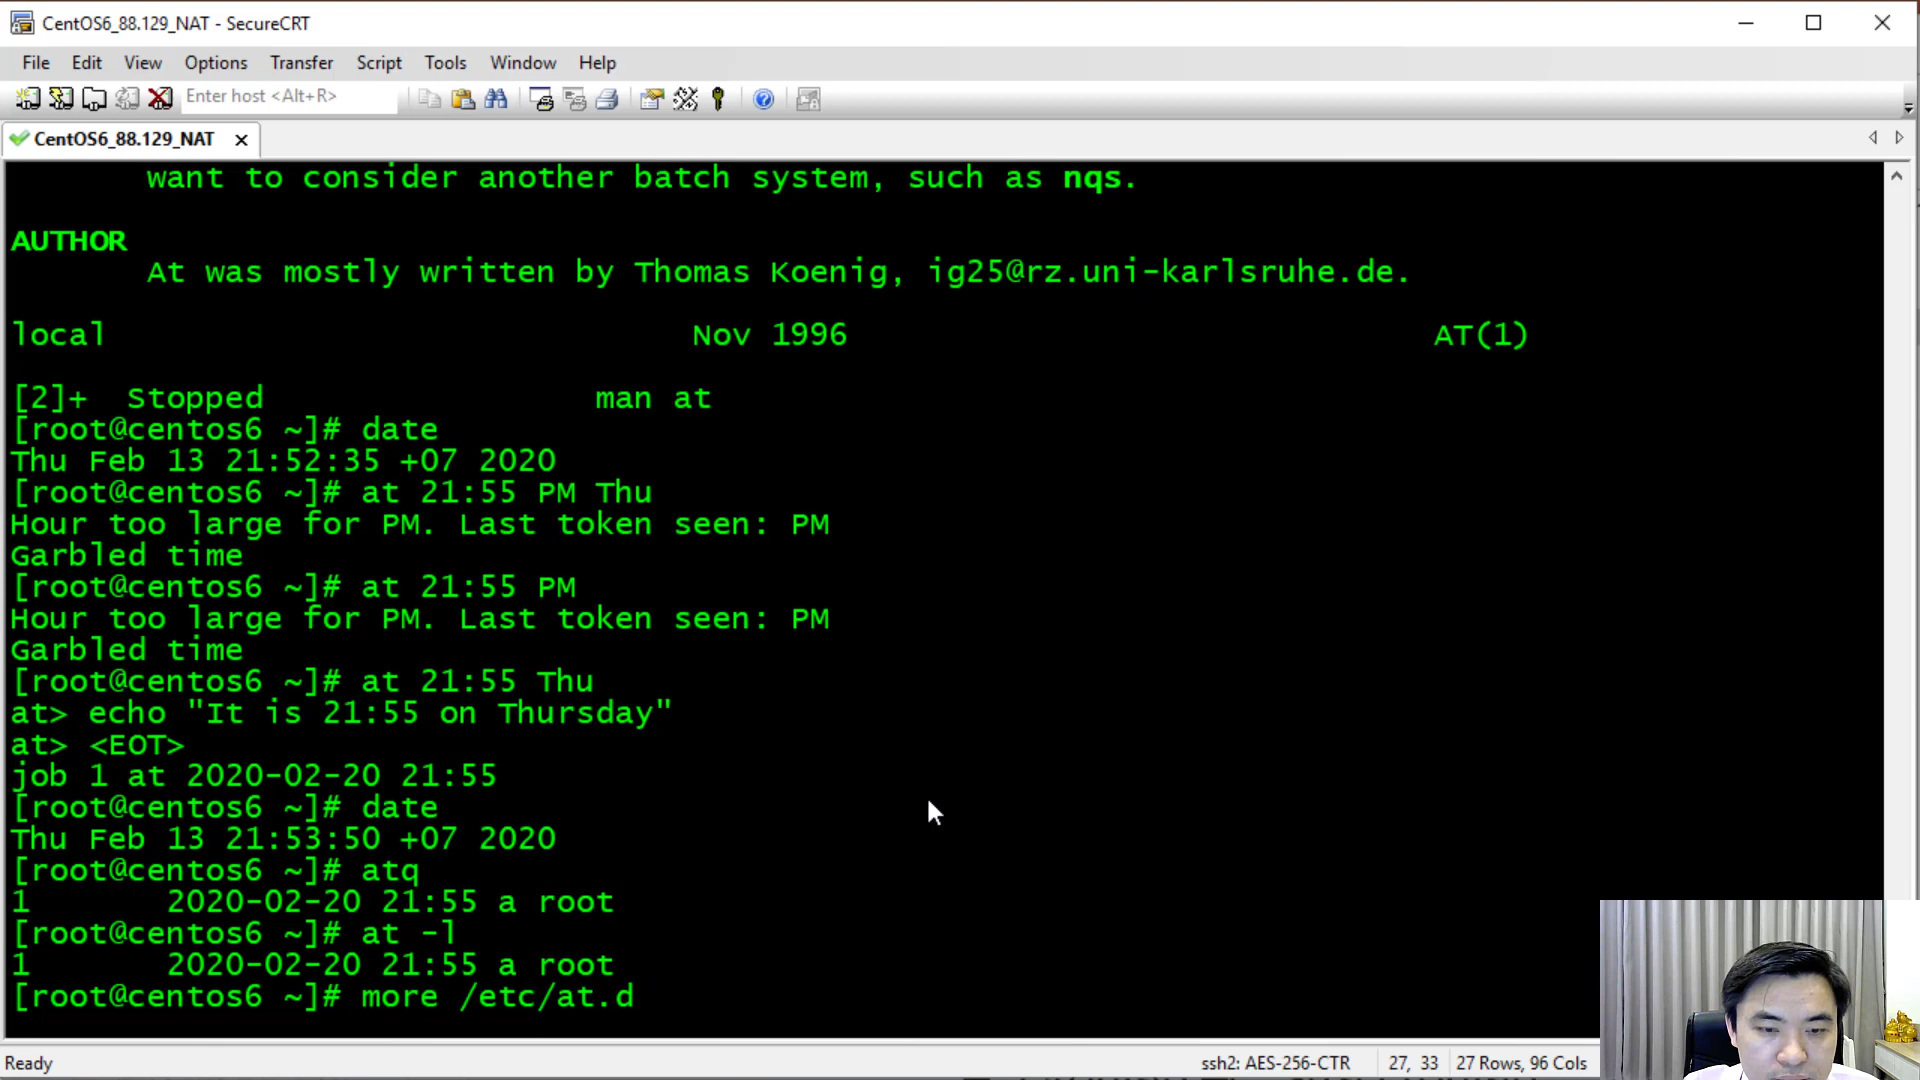 CentOS6_88.129_NAT - SecureCRT
File Edit View Options Transfer Script Tools Window Help
Enter host <Alt+R>
CentOS6_88.129_NAT
want to consider another batch system, such as nqs.
AUTHOR
At was mostly written by Thomas Koenig, ig25@rz.uni-karlsruhe.de.
local Nov 1996 AT(1)
[2]+ Stopped man at
[root@centos6 ~]# date
Thu Feb 13 21:52:35 +07 2020
[root@centos6 ~]# at 21:55 PM Thu
Hour too large for PM. Last token seen: PM
Garbled time
[root@centos6 ~]# at 21:55 PM
Hour too large for PM. Last token seen: PM
Garbled time
[root@centos6 ~]# at 21:55 Thu
at> echo "It is 21:55 on Thursday"
at> <EOT>
job 1 at 2020-02-20 21:55
[root@centos6 ~]# date
Thu Feb 13 21:53:50 +07 2020
[root@centos6 ~]# atq
1 2020-02-20 21:55 a root
[root@centos6 ~]# at -l
1 2020-02-20 21:55 a root
[root@centos6 ~]# more /etc/at.d
Ready ssh2: AES-256-CTR 27, 33 27 Rows, 96 Cols